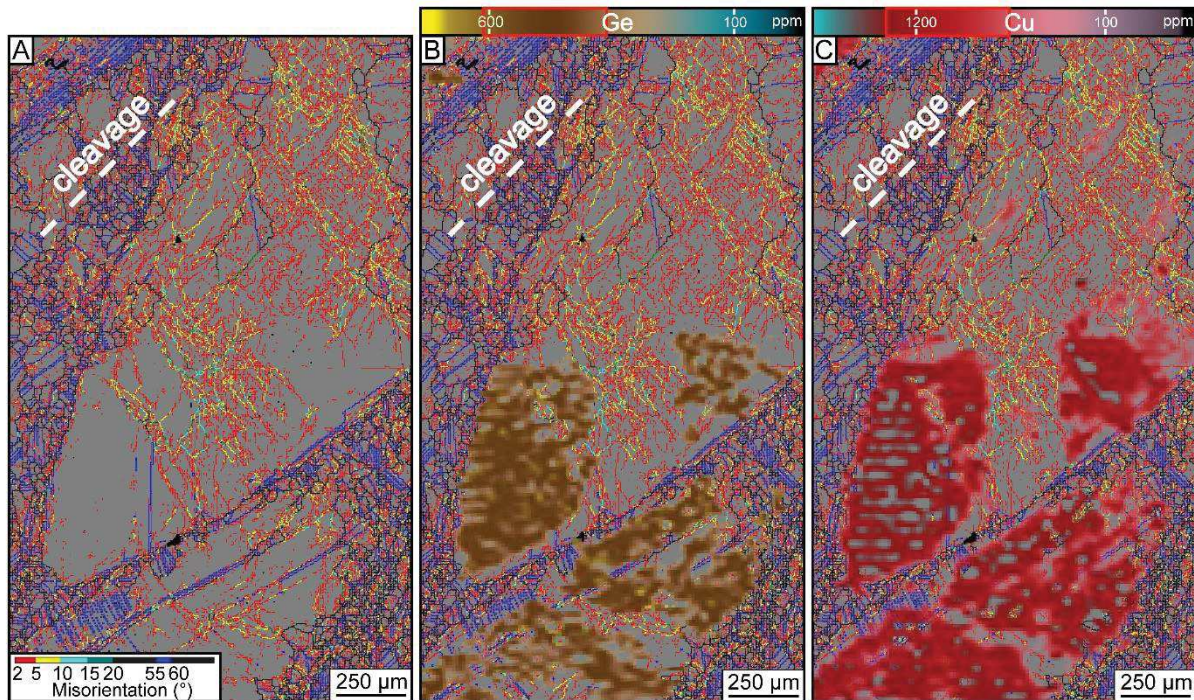 A
cleavage
2 5 10 15 20 55 60
Misorientation (°)
250 µm
B
600 Ge 100 ppm
cleavage
250 µm
C
1200 Cu 100 ppm
cleavage
250 µm